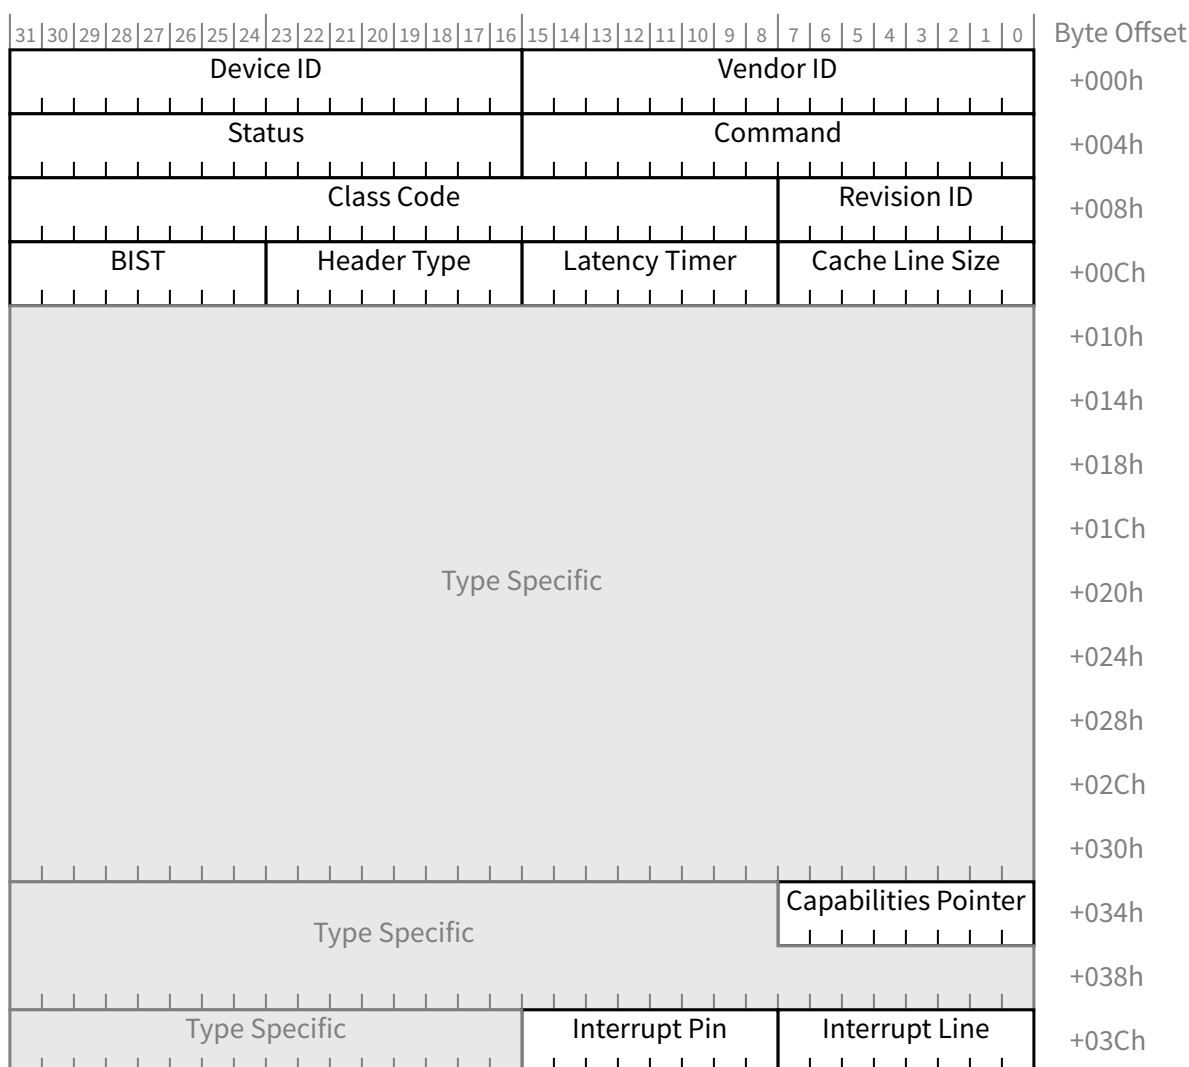 31 30 29 28 27 26 25 24 23 22 21 20 19 18 17 16 15 14 13 12 11 10 9 8 7 6 5 4 3 2 1 0 Byte Offset
Device ID Vendor ID +000h
Status Command +004h
Class Code Revision ID +008h
BIST Header Type Latency Timer Cache Line Size +00Ch
+010h
+014h
+018h
+01Ch
Type Specific +020h
+024h
+028h
+02Ch
+030h
Type Specific Capabilities Pointer +034h
+038h
Type Specific Interrupt Pin Interrupt Line +03Ch